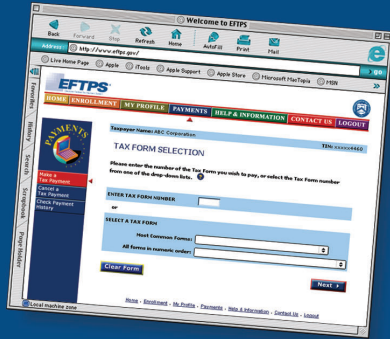 Welcome to EFTPS
Back Forward Stop Refresh Home AutoFill Print Mail
Address: http://www.eftps.gov/ go
Live Home Page Apple iTools Apple Support Apple Store Microsoft MacTopia MSN
Favorites
History
Search
Scrapbook
Page Holder
EFTPS
HOME ENROLLMENT MY PROFILE PAYMENTS HELP & INFORMATION CONTACT US LOGOUT
PAYMENTS
Taxpayer Name: ABC Corporation TIN: xxxxx4460
TAX FORM SELECTION
Please enter the number of the Tax Form you wish to pay, or select the Tax Form number
from one of the drop-down lists. ?
Make a
Tax Payment
Cancel a
Tax Payment
Check Payment
History
ENTER TAX FORM NUMBER
or
SELECT A TAX FORM
Most Common Forms:
All forms in numeric order:
Clear Form
Next
Home - Enrollment - My Profile - Payments - Help & Information - Contact Us - Logout
Local machine zone